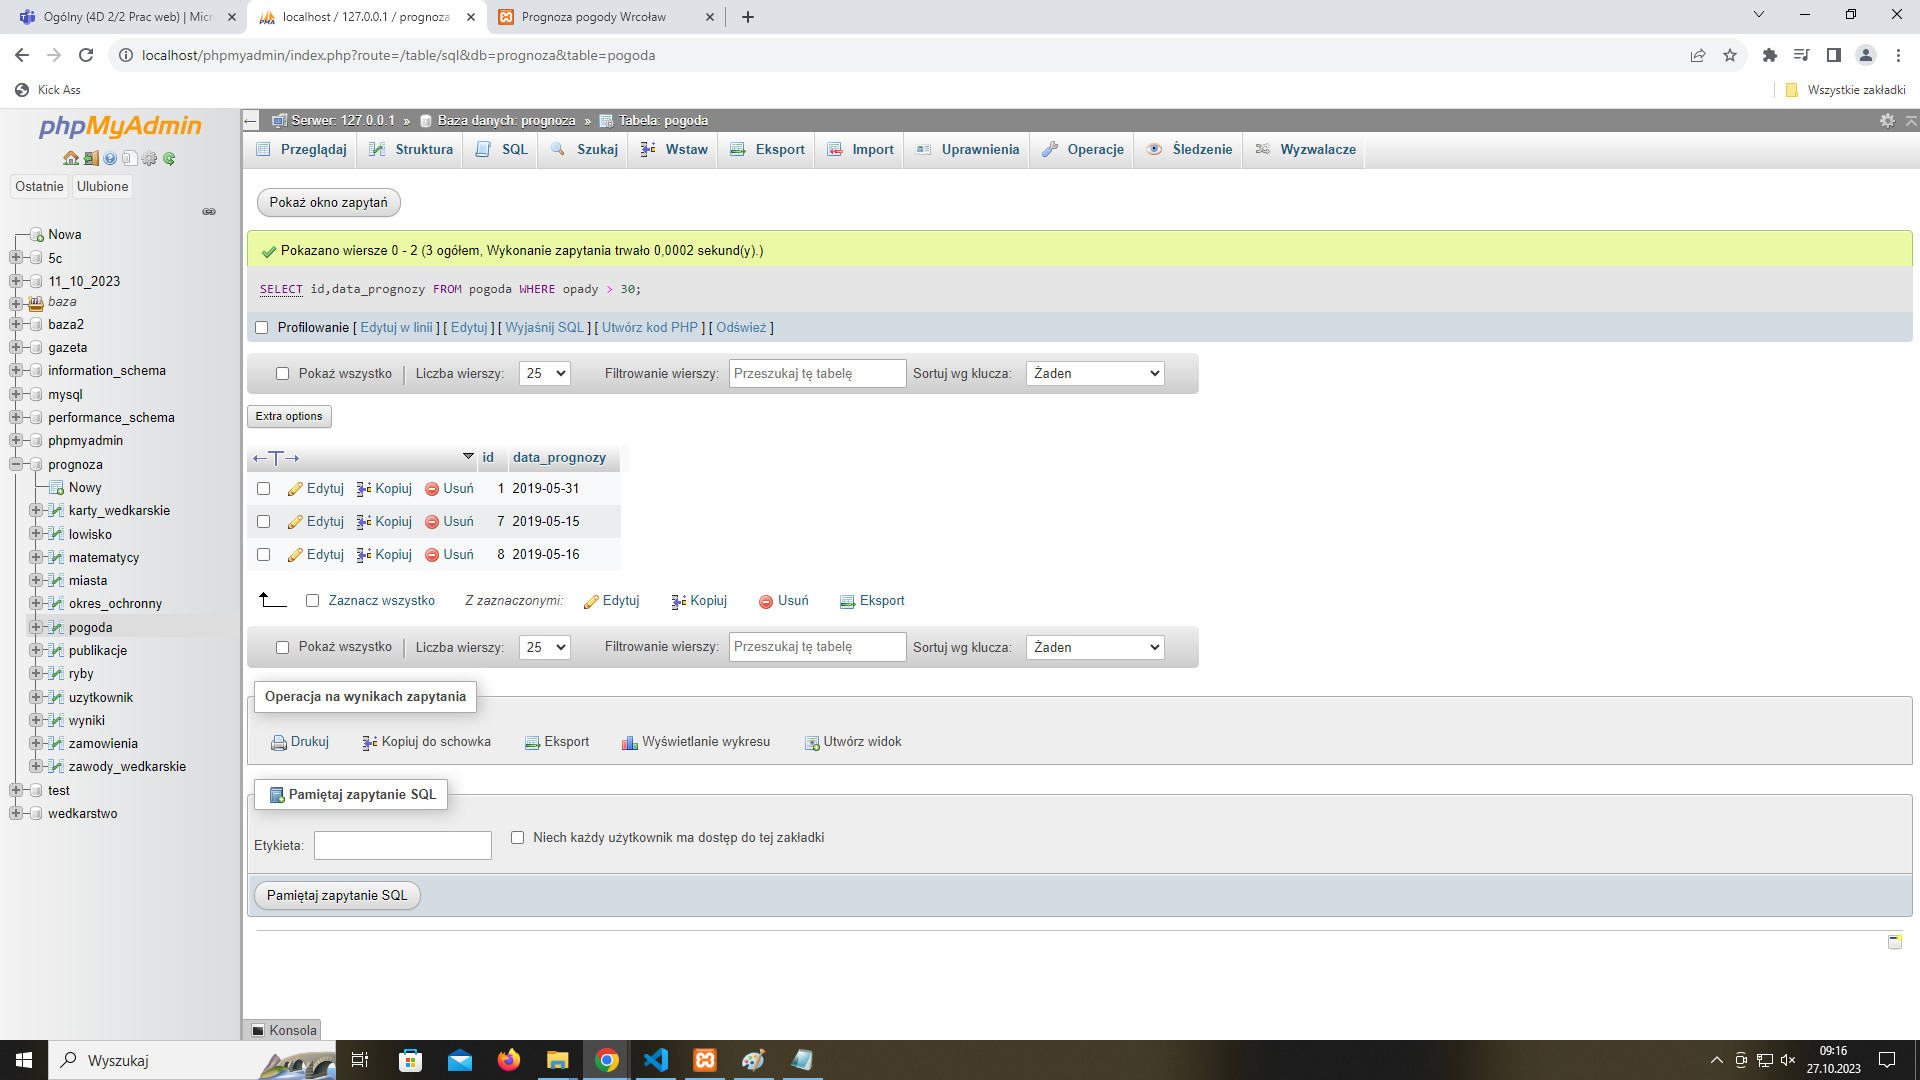 Ogólny (4D 2/2 Prac web) | Micr
localhost / 127.0.0.1 / prognoza
Prognoza pogody Wrcoław
localhost/phpmyadmin/index.php?route=/table/sql&db=prognoza&table=pogoda
Kick Ass
Wszystkie zakładki
phpMyAdmin
Ostatnie
Ulubione
Nowa
5c
11_10_2023
baza
baza2
gazeta
information_schema
mysql
performance_schema
phpmyadmin
prognoza
Nowy
karty_wedkarskie
lowisko
matematycy
miasta
okres_ochronny
pogoda
publikacje
ryby
uzytkownik
wyniki
zamowienia
zawody_wedkarskie
test
wedkarstwo
Serwer: 127.0.0.1 » Baza danych: prognoza » Tabela: pogoda
Przeglądaj Struktura SQL Szukaj Wstaw Eksport Import Uprawnienia Operacje Śledzenie Wyzwalacze
Pokaż okno zapytań
Pokazano wiersze 0 - 2 (3 ogółem, Wykonanie zapytania trwało 0,0002 sekund(y).)
SELECT id,data_prognozy FROM pogoda WHERE opady > 30;
Profilowanie [ Edytuj w linii ] [ Edytuj ] [ Wyjaśnij SQL ] [ Utwórz kod PHP ] [ Odśwież ]
Pokaż wszystko Liczba wierszy: 25 Filtrowanie wierszy: Przeszukaj tę tabelę Sortuj wg klucza: Żaden
Extra options
←T→ id data_prognozy
Edytuj Kopiuj Usuń 1 2019-05-31
Edytuj Kopiuj Usuń 7 2019-05-15
Edytuj Kopiuj Usuń 8 2019-05-16
Zaznacz wszystko Z zaznaczonymi: Edytuj Kopiuj Usuń Eksport
Pokaż wszystko Liczba wierszy: 25 Filtrowanie wierszy: Przeszukaj tę tabelę Sortuj wg klucza: Żaden
Operacja na wynikach zapytania
Drukuj Kopiuj do schowka Eksport Wyświetlanie wykresu Utwórz widok
Pamiętaj zapytanie SQL
Etykieta: Niech każdy użytkownik ma dostęp do tej zakładki
Pamiętaj zapytanie SQL
Konsola
Wyszukaj
09:16
27.10.2023